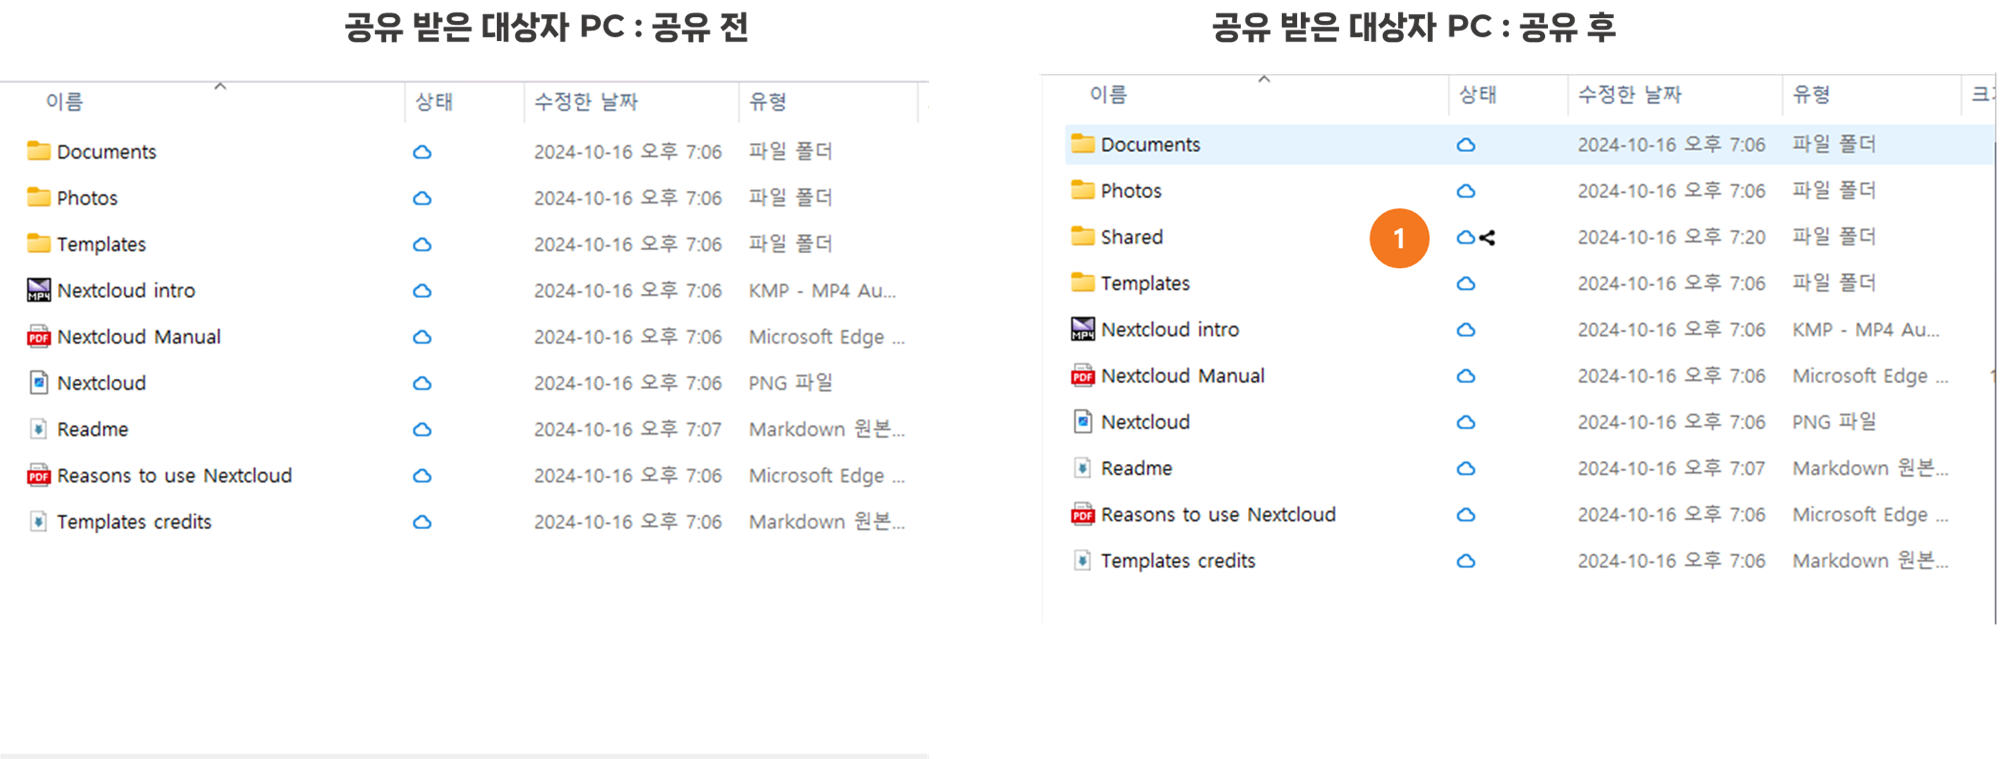 공유 받은 대상자 PC : 공유 전
이름 상태 수정한 날짜 유형
Documents 2024-10-16 오후 7:06 파일 폴더
Photos 2024-10-16 오후 7:06 파일 폴더
Templates 2024-10-16 오후 7:06 파일 폴더
MP4 Nextcloud intro 2024-10-16 오후 7:06 KMP - MP4 Au...
PDF Nextcloud Manual 2024-10-16 오후 7:06 Microsoft Edge ...
Nextcloud 2024-10-16 오후 7:06 PNG 파일
Readme 2024-10-16 오후 7:07 Markdown 원본...
PDF Reasons to use Nextcloud 2024-10-16 오후 7:06 Microsoft Edge ...
Templates credits 2024-10-16 오후 7:06 Markdown 원본...
공유 받은 대상자 PC : 공유 후
이름 상태 수정한 날짜 유형
Documents 2024-10-16 오후 7:06 파일 폴더
Photos 2024-10-16 오후 7:06 파일 폴더
Shared 1 2024-10-16 오후 7:20 파일 폴더
Templates 2024-10-16 오후 7:06 파일 폴더
MP4 Nextcloud intro 2024-10-16 오후 7:06 KMP - MP4 Au...
PDF Nextcloud Manual 2024-10-16 오후 7:06 Microsoft Edge ...
Nextcloud 2024-10-16 오후 7:06 PNG 파일
Readme 2024-10-16 오후 7:07 Markdown 원본...
PDF Reasons to use Nextcloud 2024-10-16 오후 7:06 Microsoft Edge ...
Templates credits 2024-10-16 오후 7:06 Markdown 원본...